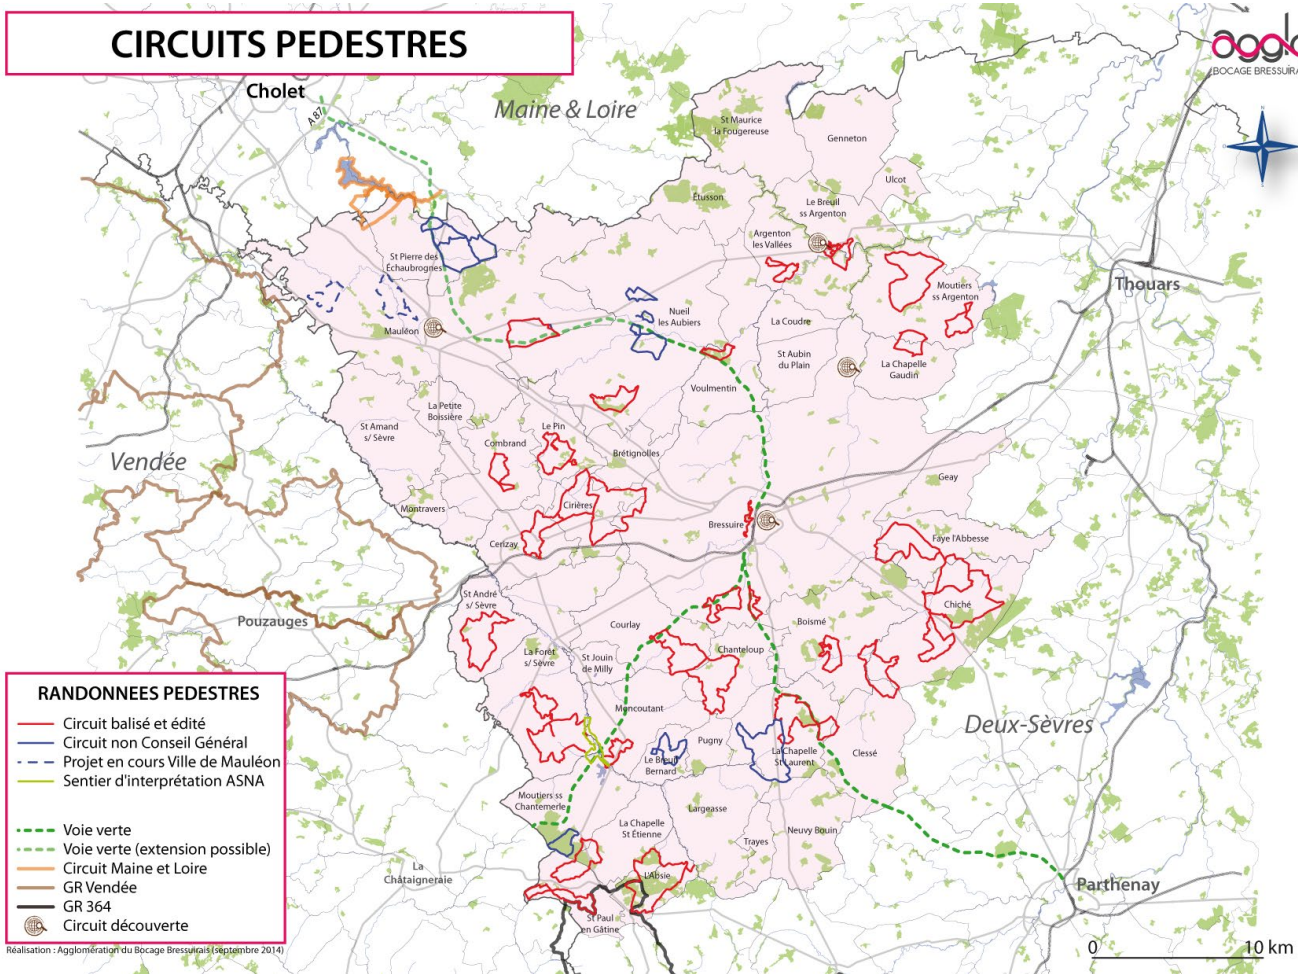 CIRCUITS PEDESTRES
BOCAGE BRESSUIRA
Cholet
A 87
Maine & Loire
St Maurice
la Fougereuse
Genneton
Ulcot
Etusson
Le Breuil
ss Argenton
Argenton
les Vallées
St Pierre des
Échaubrognes
Moutiers
ss Argenton
Thouars
Mauléon
Nueil
les Aubiers
La Coudre
St Aubin
du Plain
La Chapelle
Gaudin
Voulmentin
La Petite
Boissière
St Amand
s/ Sèvre
Le Pin
Combrand
Brétignolles
Vendée
Geay
Montravers
Cirières
Bressuire
Cerizay
Faye l'Abbesse
St André
s/ Sèvre
Chiché
Pouzauges
Courlay
Boismé
La Forêt
s/ Sèvre
St Jouin
de Milly
Chanteloup
Moncoutant
Deux-Sèvres
Pugny
Le Breuil
Bernard
La Chapelle
St Laurent
Clessé
Moutiers ss
Chantemerle
La Chapelle
St Étienne
Largeasse
Trayes
Neuvy Bouin
La
Châtaigneraie
L'Absie
Parthenay
St Paul
en Gâtine
RANDONNEES PEDESTRES
Circuit balisé et édité
Circuit non Conseil Général
Projet en cours Ville de Mauléon
Sentier d'interprétation ASNA
Voie verte
Voie verte (extension possible)
Circuit Maine et Loire
GR Vendée
GR 364
Circuit découverte
Réalisation : Agglomération du Bocage Bressuirais (septembre 2014)
0 10 km